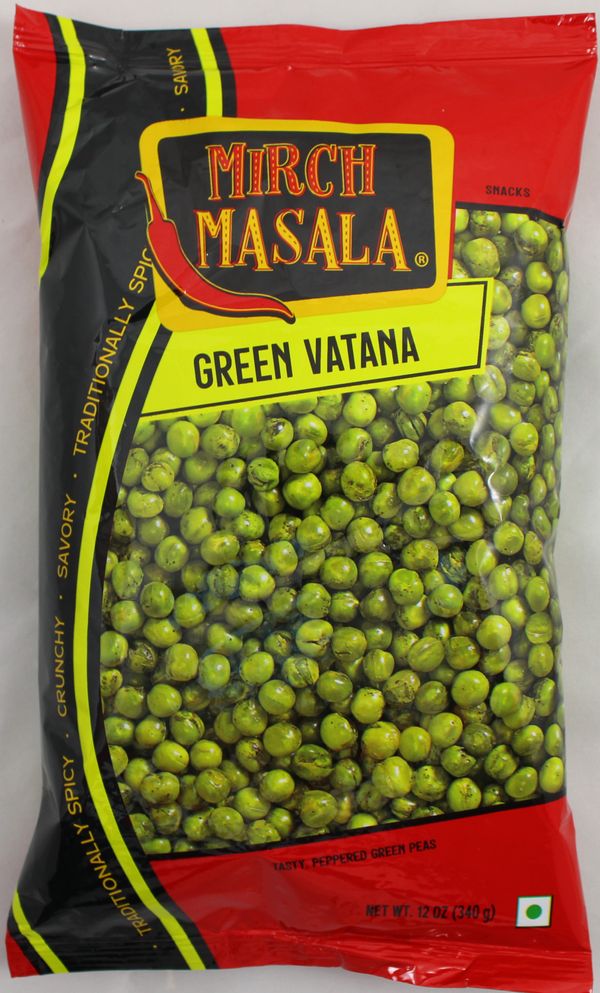 SAVORY
MIRCH
MASALA®
SNACKS
GREEN VATANA
TRADITIONALLY SPICY · CRUNCHY · SAVORY · TRADITIONALLY SPIC
TASTY, PEPPERED GREEN PEAS
NET WT. 12 OZ (340 g)